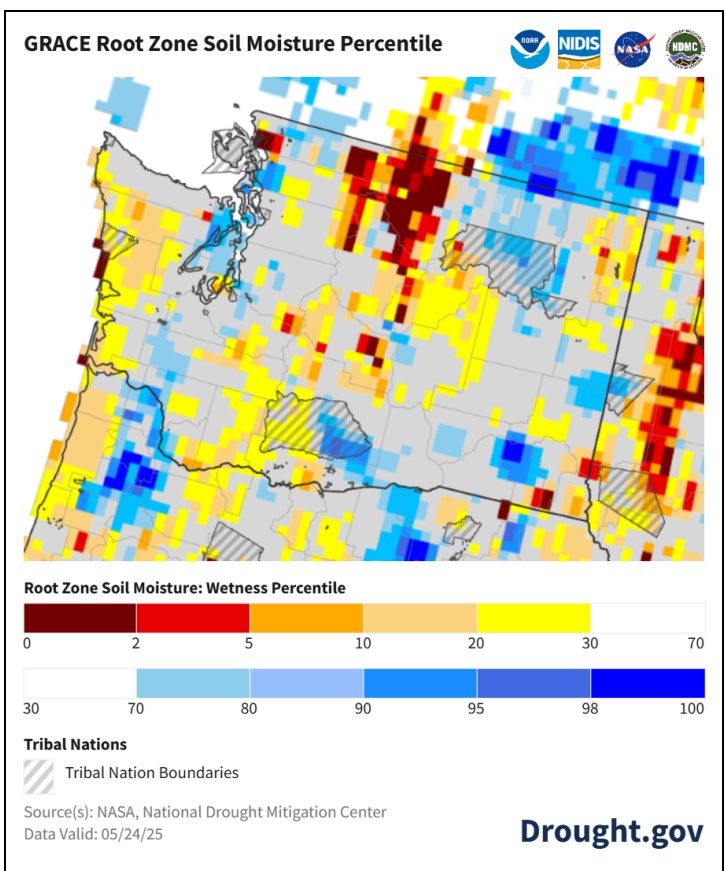 GRACE Root Zone Soil Moisture Percentile
NOAA
NIDIS
NASA
NDMC
Root Zone Soil Moisture: Wetness Percentile
0 2 5 10 20 30 70
30 70 80 90 95 98 100
Tribal Nations
Tribal Nation Boundaries
Source(s): NASA, National Drought Mitigation Center
Data Valid: 05/24/25
Drought.gov